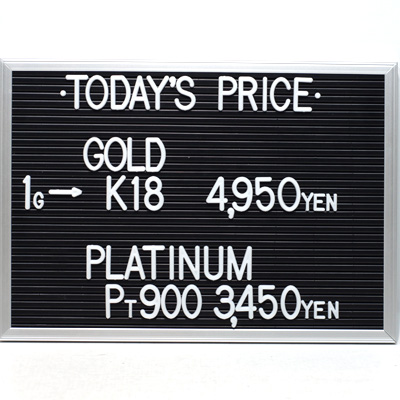 ·TODAY'S PRICE·
GOLD
1G→ K18 4,950YEN
PLATINUM
PT900 3,450YEN